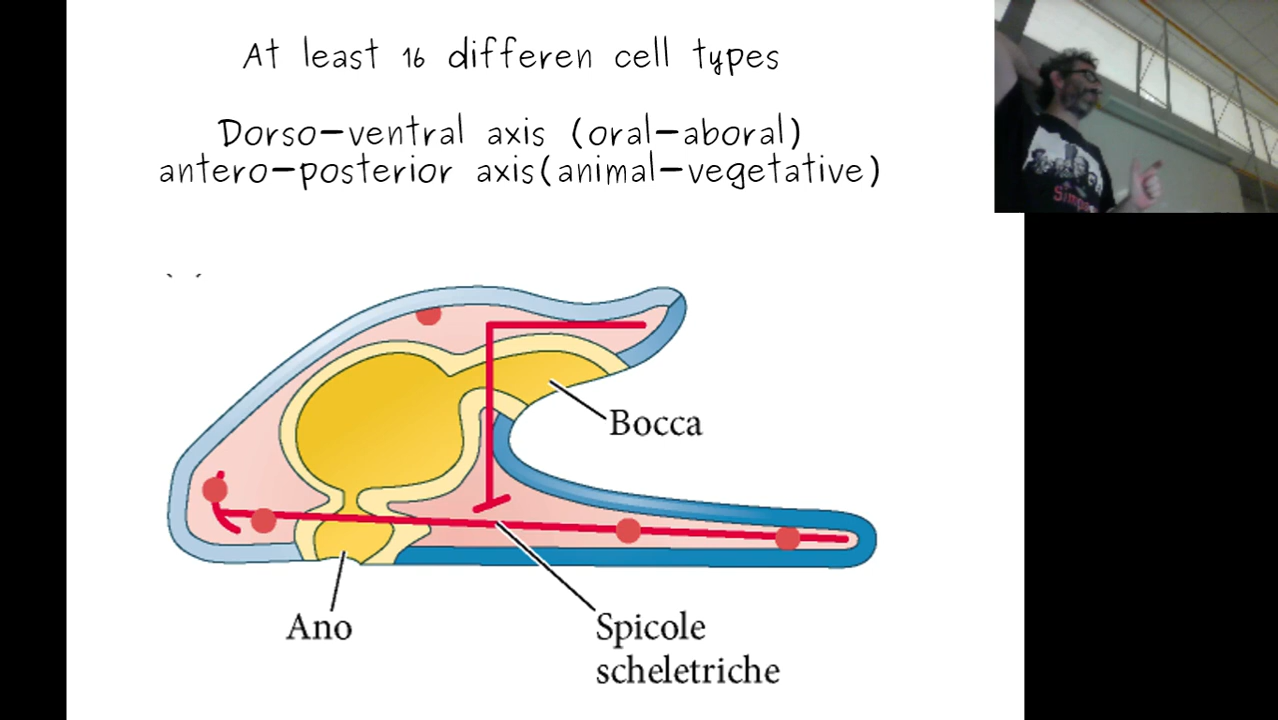 At least 16 differen cell types
Dorso-ventral axis (oral-aboral)
antero-posterior axis(animal-vegetative)
Bocca
Ano
Spicole
scheletriche